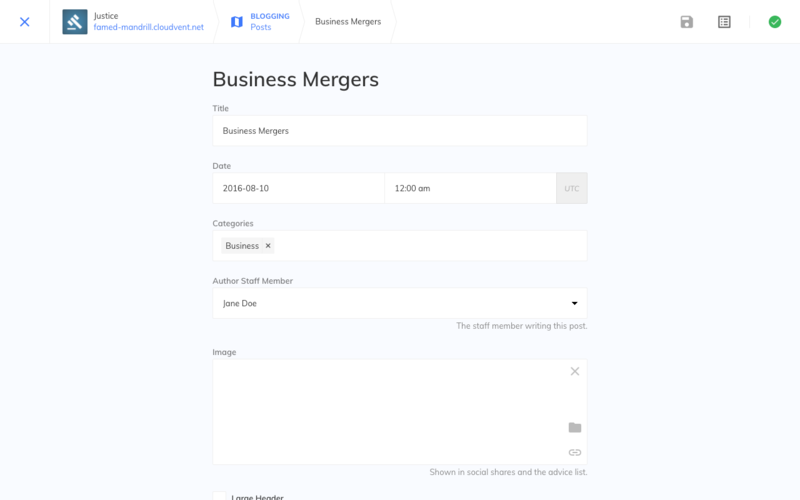 Justice
famed-mandrill.cloudvent.net
BLOGGING
Posts
Business Mergers
Business Mergers
Title
Business Mergers
Date
2016-08-10
12:00 am
UTC
Categories
Business ×
Author Staff Member
Jane Doe
The staff member writing this post.
Image
Shown in social shares and the advice list.
Large Header